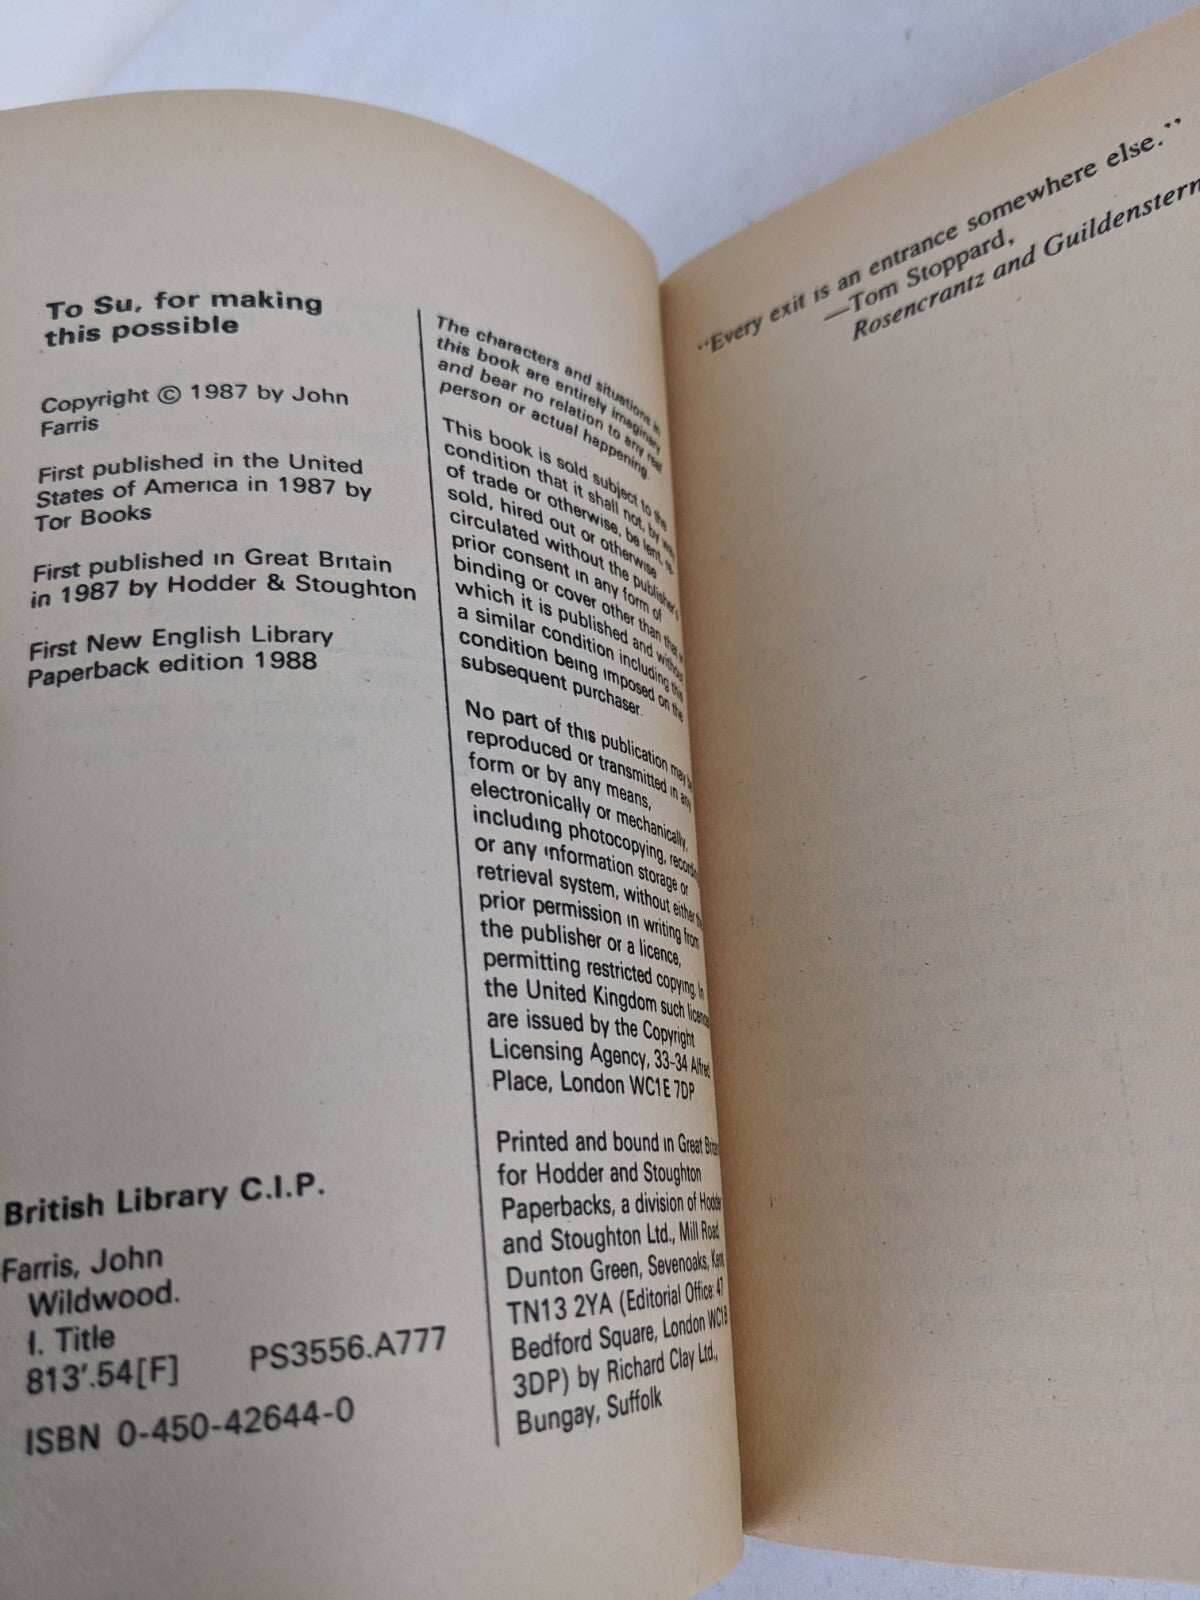 To Su, for making
this possible
Copyright © 1987 by John
Farris
First published in the United
States of America in 1987 by
Tor Books
First published in Great Britain
in 1987 by Hodder & Stoughton
First New English Library
Paperback edition 1988
British Library C.I.P.
Farris, John
Wildwood.
I. Title
813'.54[F] PS3556.A777
ISBN 0-450-42644-0
The characters and situations in
this book are entirely imaginary
and bear no relation to any real
person or actual happening.
This book is sold subject to the
condition that it shall not, by way
of trade or otherwise, be lent, re-
sold, hired out or otherwise
circulated without the publisher's
prior consent in any form of
binding or cover other than that in
which it is published and without
a similar condition including this
condition being imposed on the
subsequent purchaser.
No part of this publication may be
reproduced or transmitted in any
form or by any means,
electronically or mechanically,
including photocopying, recordin
or any information storage or
retrieval system, without either the
prior permission in writing from
the publisher or a licence,
permitting restricted copying. In
the United Kingdom such licences
are issued by the Copyright
Licensing Agency, 33-34 Alfred
Place, London WC1E 7DP
Printed and bound in Great Britai
for Hodder and Stoughton
Paperbacks, a division of Hodder
and Stoughton Ltd., Mill Road,
Dunton Green, Sevenoaks, Kent
TN13 2YA (Editorial Office: 47
Bedford Square, London WC1B
3DP) by Richard Clay Ltd.,
Bungay, Suffolk
"Every exit is an entrance somewhere else."
—Tom Stoppard,
Rosencrantz and Guildenstern